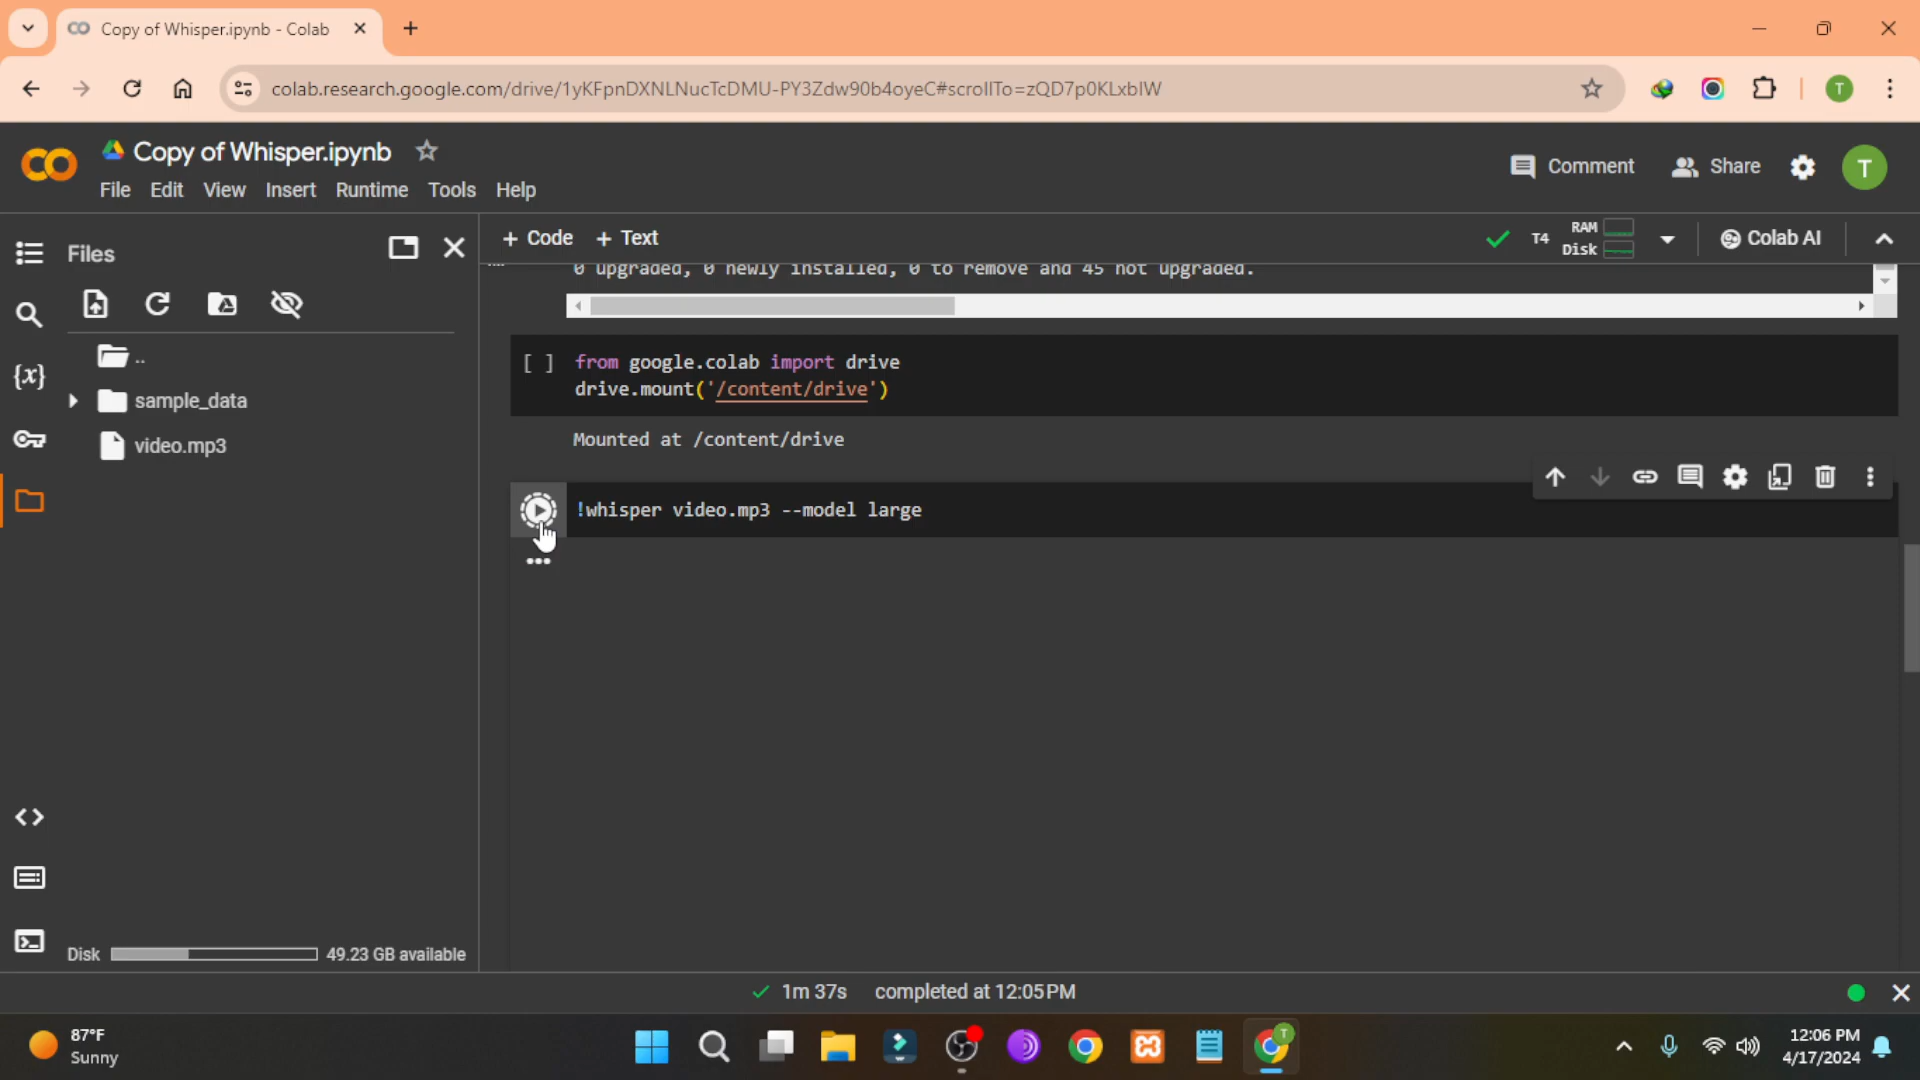 Copy of Whisper.ipynb - Colab
colab.research.google.com/drive/1yKFpnDXNLNucTcDMU-PY3Zdw90b4oyeC#scrollTo=zQD7p0KLxbIW
T
Copy of Whisper.ipynb
Comment
Share
T
File Edit View Insert Runtime Tools Help
Files
+ Code + Text
T4
RAM
Disk
Colab AI
0 upgraded, 0 newly installed, 0 to remove and 45 not upgraded.
..
sample_data
video.mp3
{x}
[ ] from google.colab import drive
drive.mount('/content/drive')
Mounted at /content/drive
!whisper video.mp3 --model large
Disk 49.23 GB available
1m 37s completed at 12:05 PM
87°F
Sunny
T
12:06 PM
4/17/2024